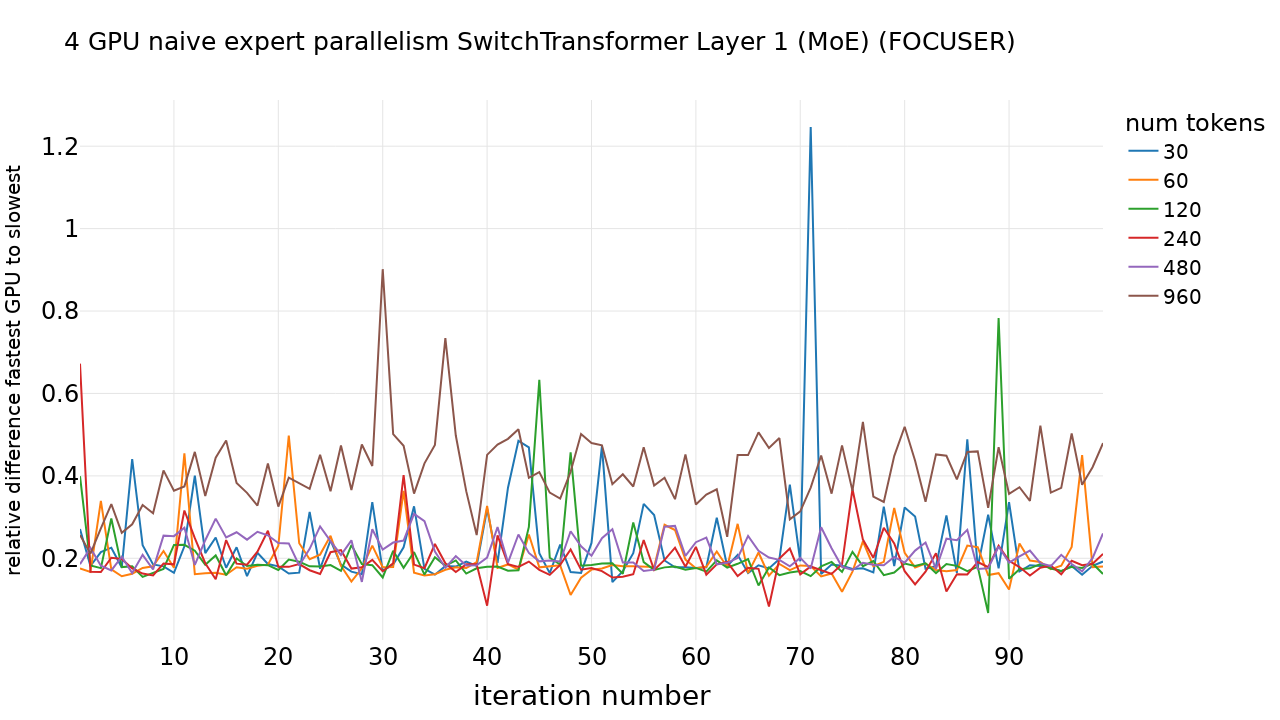 4 GPU naive expert parallelism SwitchTransformer Layer 1 (MoE) (FOCUSER)
relative difference fastest GPU to slowest
1.2
1
0.8
0.6
0.4
0.2
10 20 30 40 50 60 70 80 90
iteration number
num tokens
30
60
120
240
480
960